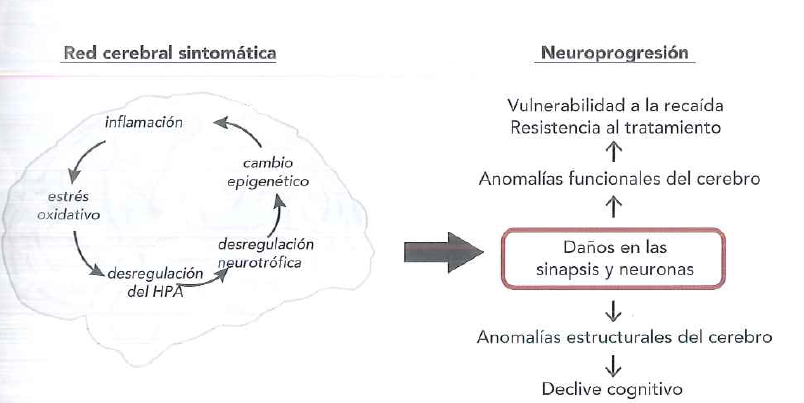 Red cerebral sintomática
inflamación
cambio
epigenético
estrés
oxidativo
desregulación
neurotrófica
desregulación
del HPA
Neuroprogresión
Vulnerabilidad a la recaída
Resistencia al tratamiento
Anomalías funcionales del cerebro
Daños en las
sinapsis y neuronas
Anomalías estructurales del cerebro
Declive cognitivo